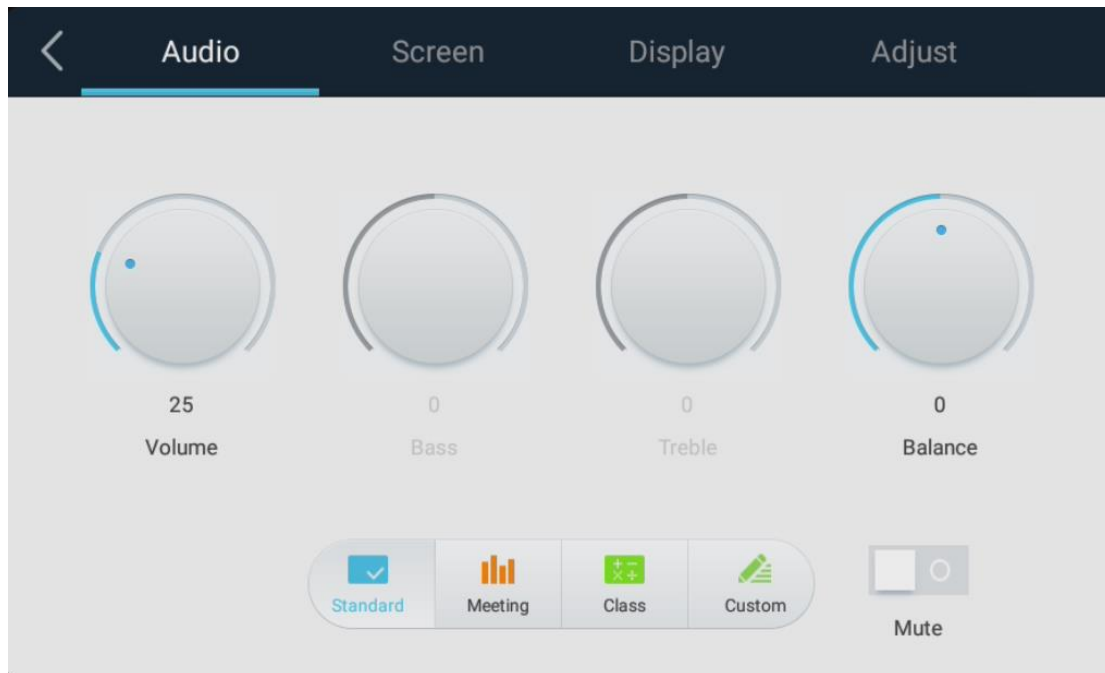 Audio Screen Display Adjust
25 0 0 0
Volume Bass Treble Balance
Standard Meeting Class Custom
Mute